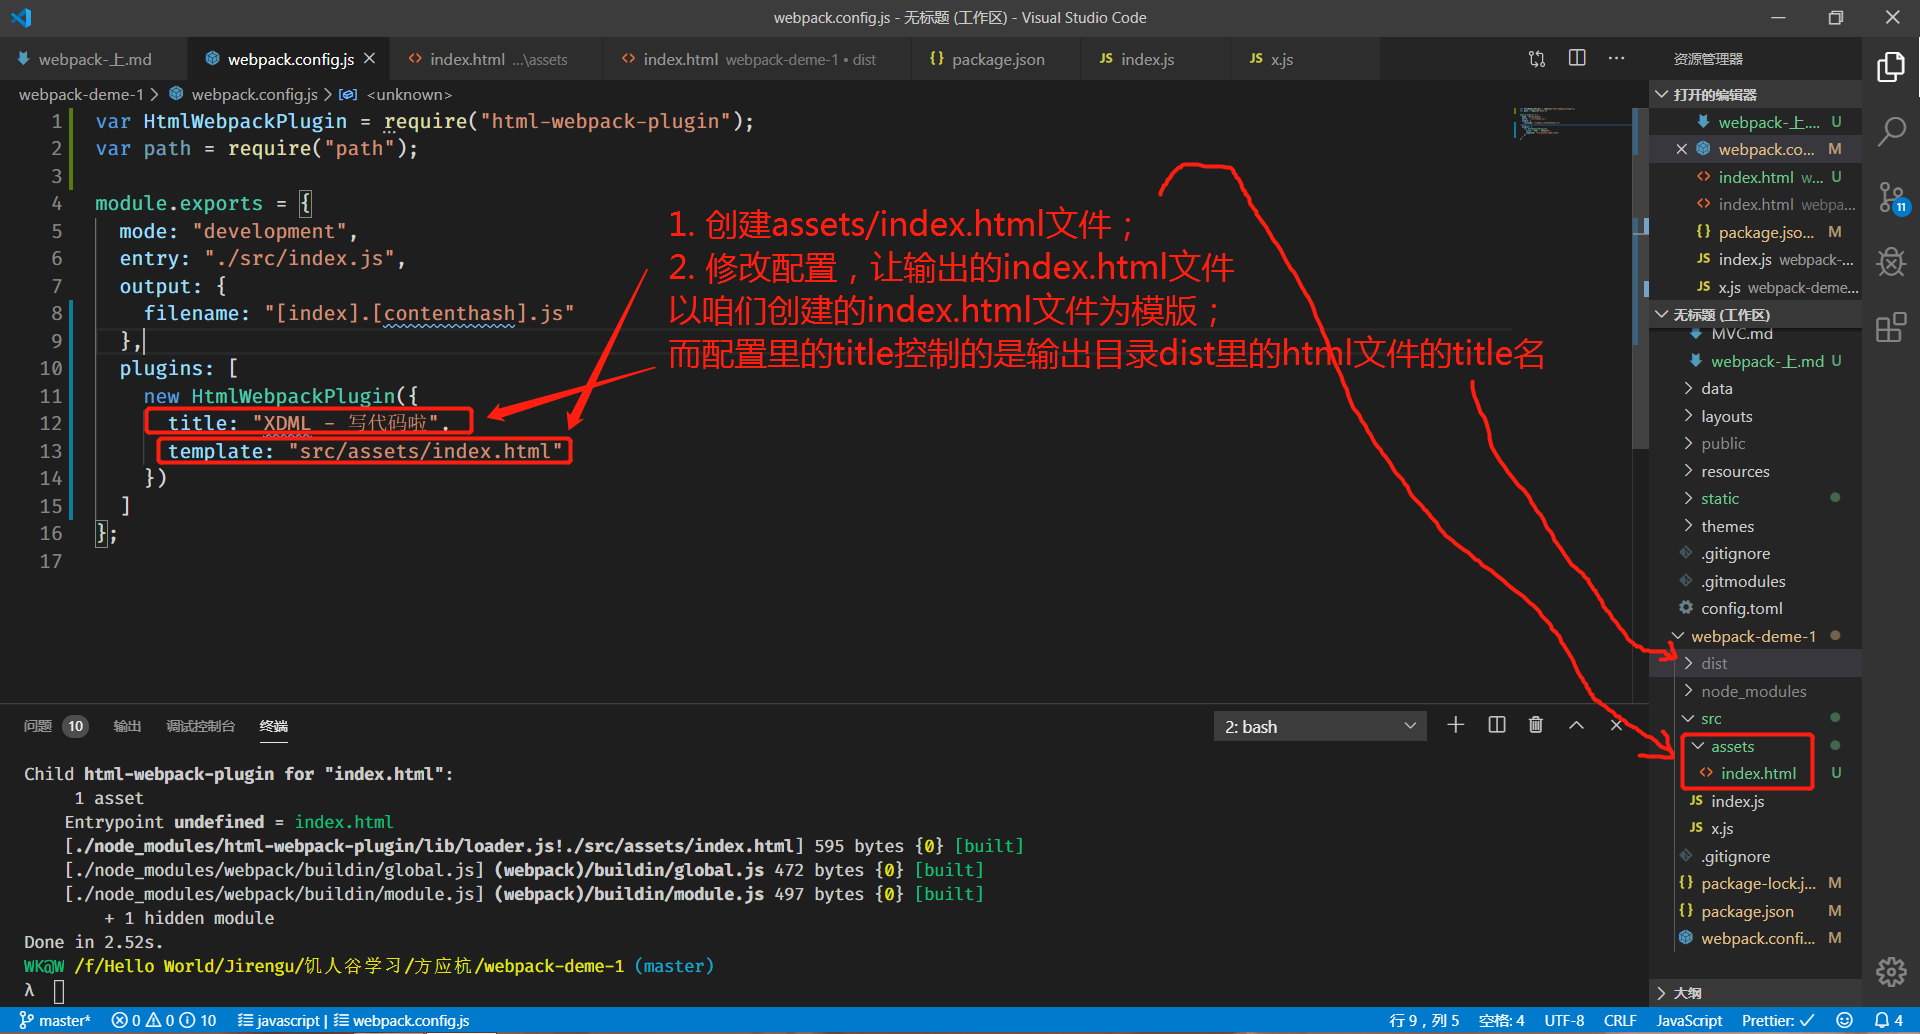 webpack.config.js - 无标题 (工作区) - Visual Studio Code
webpack-上.md
webpack.config.js
index.html ...\assets
index.html webpack-deme-1 • dist
package.json
index.js
x.js
资源管理器
webpack-deme-1 > webpack.config.js > <unknown>
1 var HtmlWebpackPlugin = require("html-webpack-plugin");
2 var path = require("path");
3
4 module.exports = {
5 mode: "development",
6 entry: "./src/index.js",
7 output: {
8 filename: "[index].[contenthash].js"
9 },
10 plugins: [
11 new HtmlWebpackPlugin({
12 title: "XDML - 写代码啦",
13 template: "src/assets/index.html"
14 })
15 ]
16 };
17
1. 创建assets/index.html文件；
2. 修改配置，让输出的index.html文件
以咱们创建的index.html文件为模版；
而配置里的title控制的是输出目录dist里的html文件的title名
打开的编辑器
webpack-上.... U
webpack.co... M
index.html w... U
index.html webpa...
package.jso... M
index.js webpack-...
x.js webpack-deme...
无标题 (工作区)
MVC.md
webpack-上.md U
data
layouts
public
resources
static
themes
.gitignore
.gitmodules
config.toml
webpack-deme-1
dist
node_modules
src
assets
index.html U
index.js
x.js
.gitignore
package-lock.j... M
package.json M
webpack.confi... M
大纲
11
问题 10 输出 调试控制台 终端
2: bash
Child html-webpack-plugin for "index.html":
1 asset
Entrypoint undefined = index.html
[./node_modules/html-webpack-plugin/lib/loader.js!./src/assets/index.html] 595 bytes {0} [built]
[./node_modules/webpack/buildin/global.js] (webpack)/buildin/global.js 472 bytes {0} [built]
[./node_modules/webpack/buildin/module.js] (webpack)/buildin/module.js 497 bytes {0} [built]
+ 1 hidden module
Done in 2.52s.
WK@W /f/Hello World/Jirengu/饥人谷学习/方应杭/webpack-deme-1 (master)
λ
master* 0 0 10 javascript | webpack.config.js
行 9，列 5 空格: 4 UTF-8 CRLF JavaScript Prettier: ✓ 4